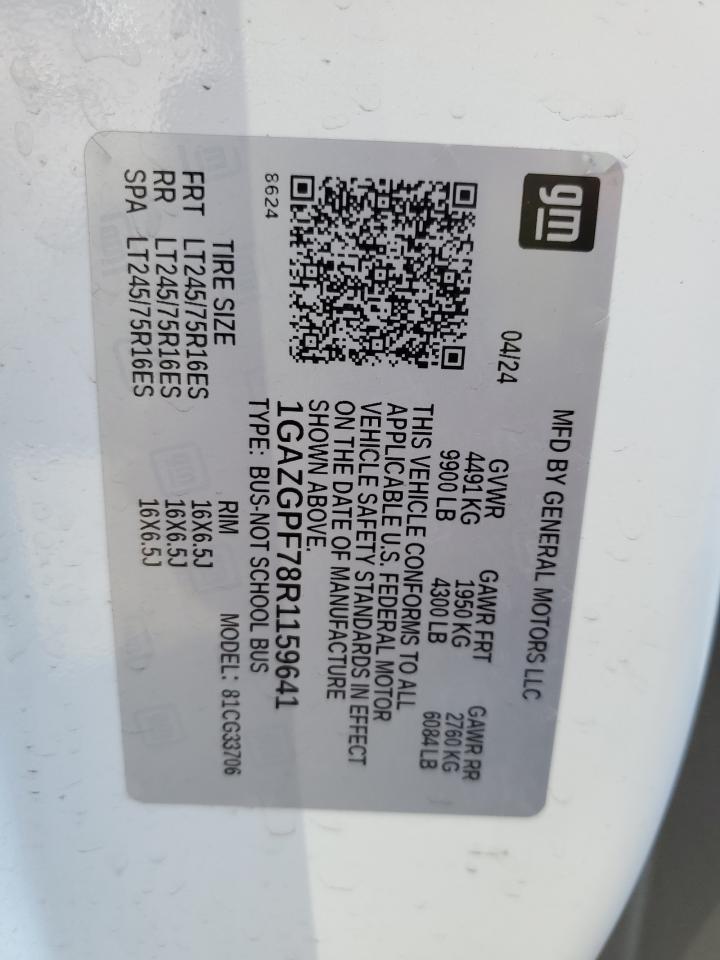 gm
MFD BY GENERAL MOTORS LLC
04/24
GVWR GAWR FRT GAWR RR
4491 KG 1950 KG 2760 KG
9900 LB 4300 LB 6084 LB
THIS VEHICLE CONFORMS TO ALL
APPLICABLE U.S. FEDERAL MOTOR
VEHICLE SAFETY STANDARDS IN EFFECT
ON THE DATE OF MANUFACTURE
SHOWN ABOVE.
1GAZGPF78R1159641
8624
TYPE: BUS-NOT SCHOOL BUS
MODEL: 81CG33706
TIRE SIZE RIM
FRT LT245/75R16ES 16X6.5J
RR LT245/75R16ES 16X6.5J
SPA LT245/75R16ES 16X6.5J